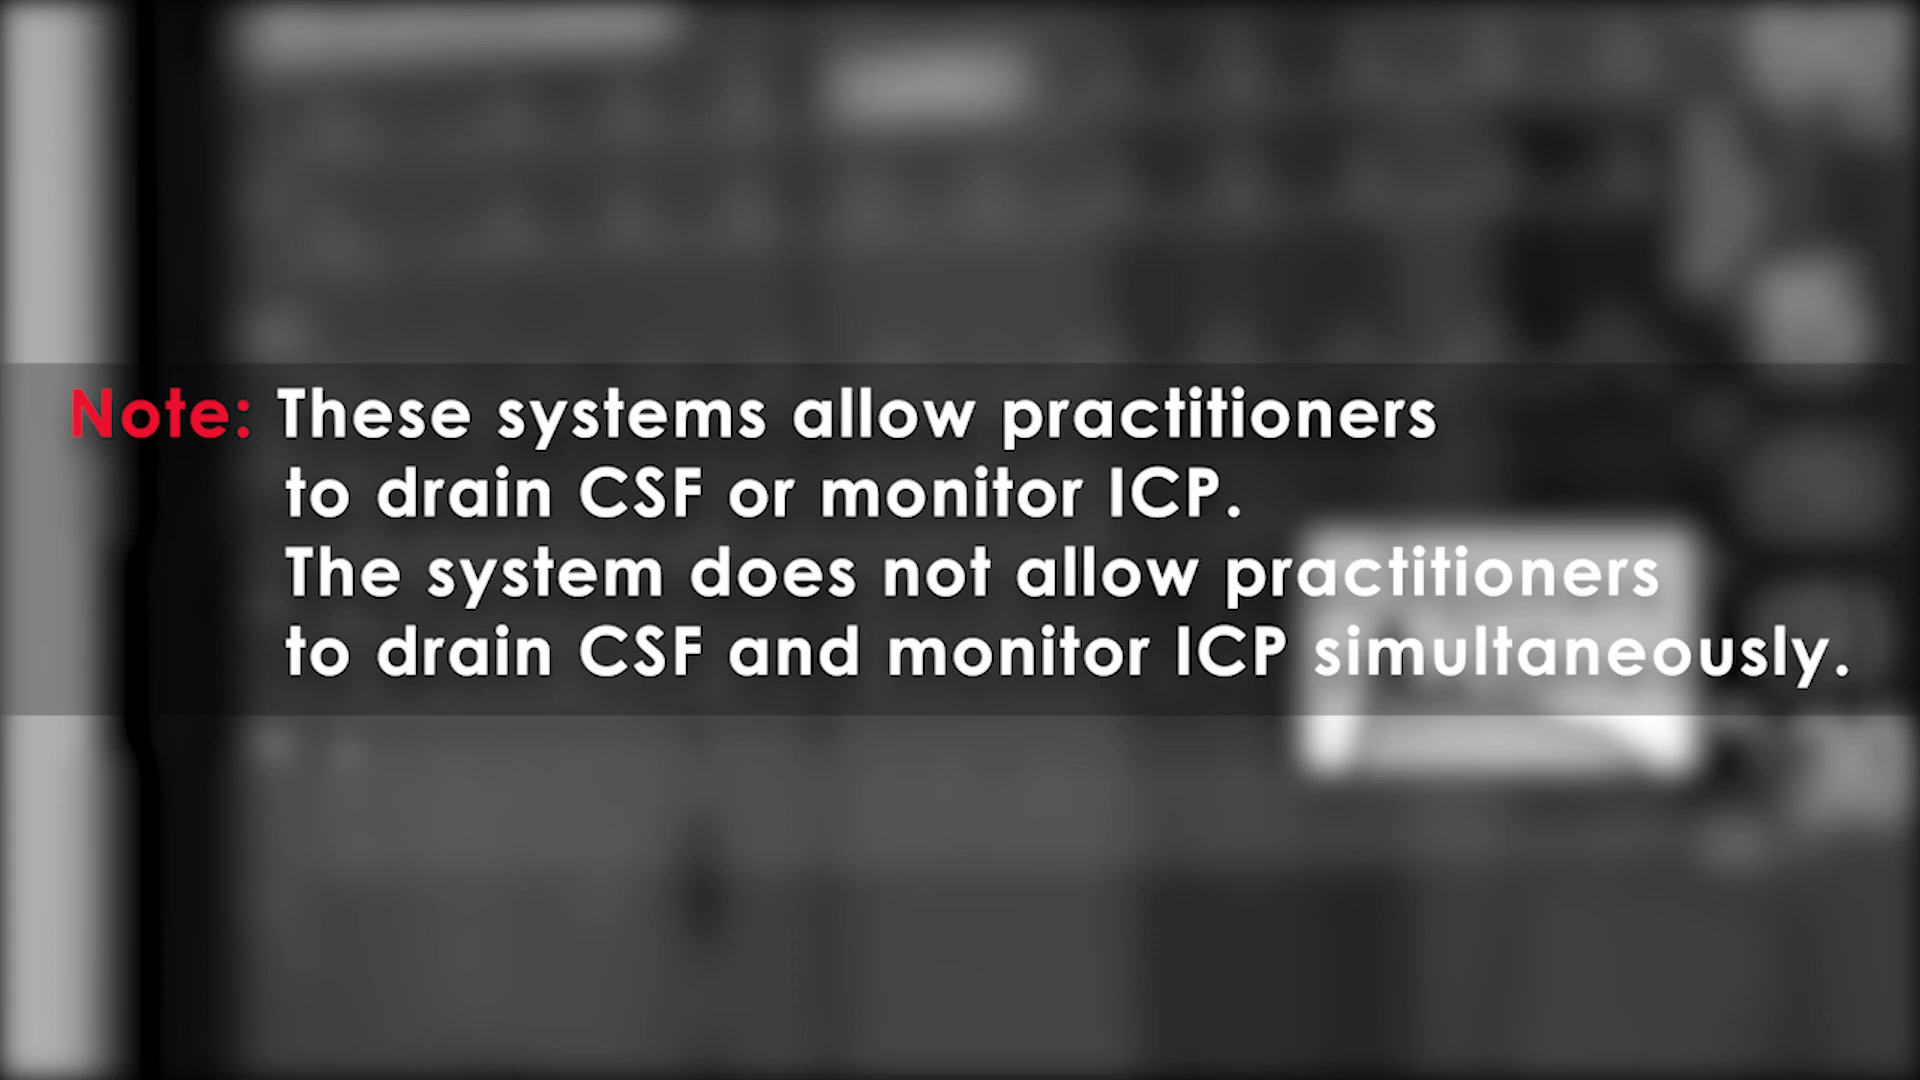 Note: These systems allow practitioners
to drain CSF or monitor ICP.
The system does not allow practitioners
to drain CSF and monitor ICP simultaneously.